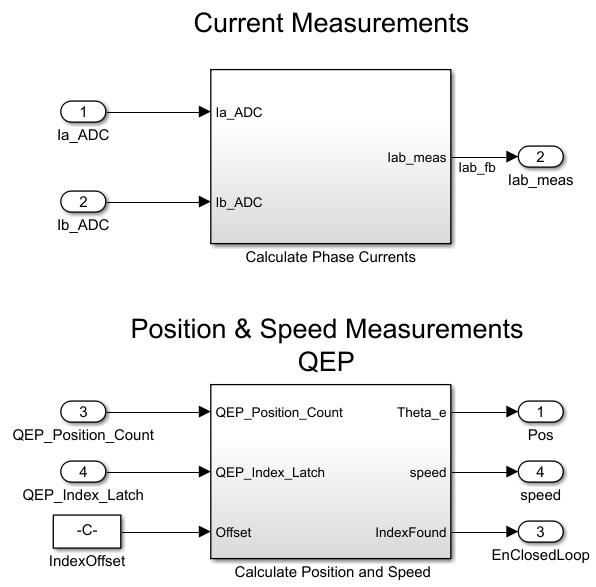 Current Measurements
1
Ia_ADC
Ia_ADC
Iab_meas
2
Iab_fb
Iab_meas
2
Ib_ADC
Ib_ADC
Calculate Phase Currents
Position & Speed Measurements
QEP
3
QEP_Position_Count
QEP_Position_Count
Theta_e
1
Pos
4
QEP_Index_Latch
QEP_Index_Latch
speed
4
speed
-C-
IndexOffset
Offset
IndexFound
3
EnClosedLoop
Calculate Position and Speed